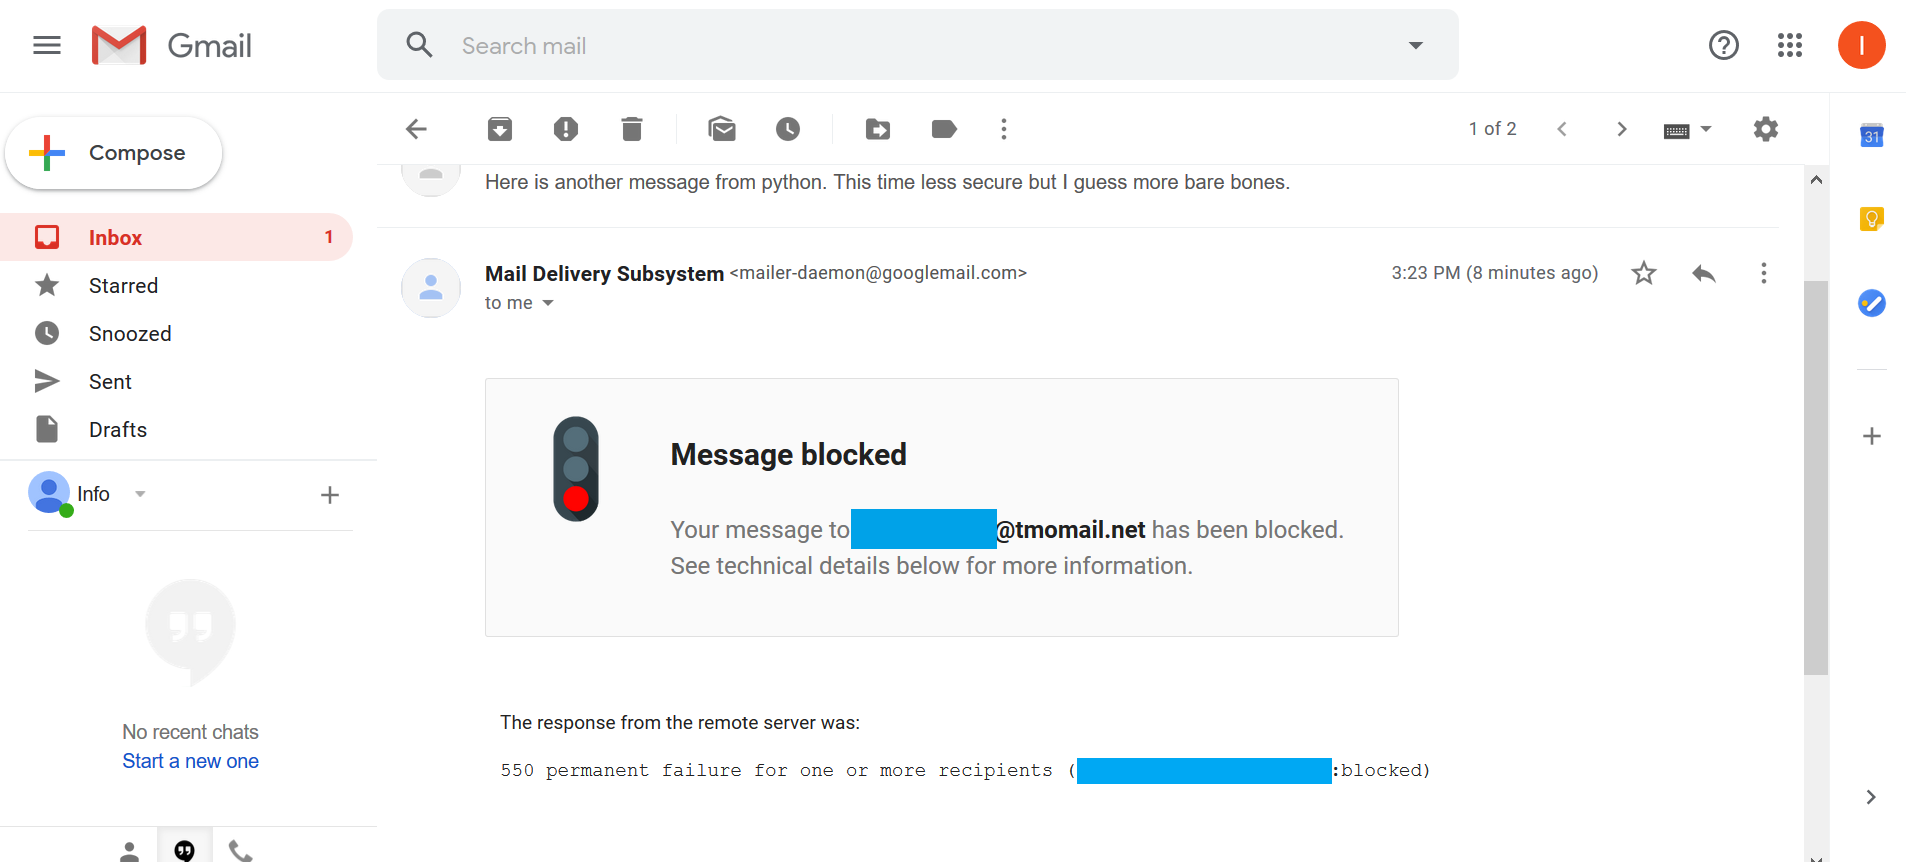 Gmail
Search mail
I
Compose
1 of 2
31
Here is another message from python. This time less secure but I guess more bare bones.
Inbox 1
Starred
Snoozed
Sent
Drafts
Mail Delivery Subsystem <mailer-daemon@googlemail.com> 3:23 PM (8 minutes ago)
to me
Message blocked
Your message to @tmomail.net has been blocked.
See technical details below for more information.
Info
No recent chats
Start a new one
The response from the remote server was:
550 permanent failure for one or more recipients ( :blocked)